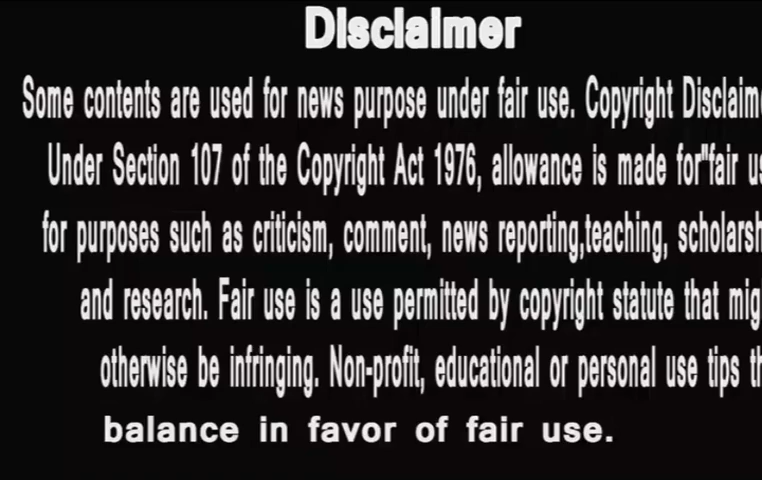 Disclaimer
Some contents are used for news purpose under fair use. Copyright Disclaime
Under Section 107 of the Copyright Act 1976, allowance is made for"fair us
for purposes such as criticism, comment, news reporting,teaching, scholarsh
and research. Fair use is a use permitted by copyright statute that mig
otherwise be infringing. Non-profit, educational or personal use tips th
balance in favor of fair use.